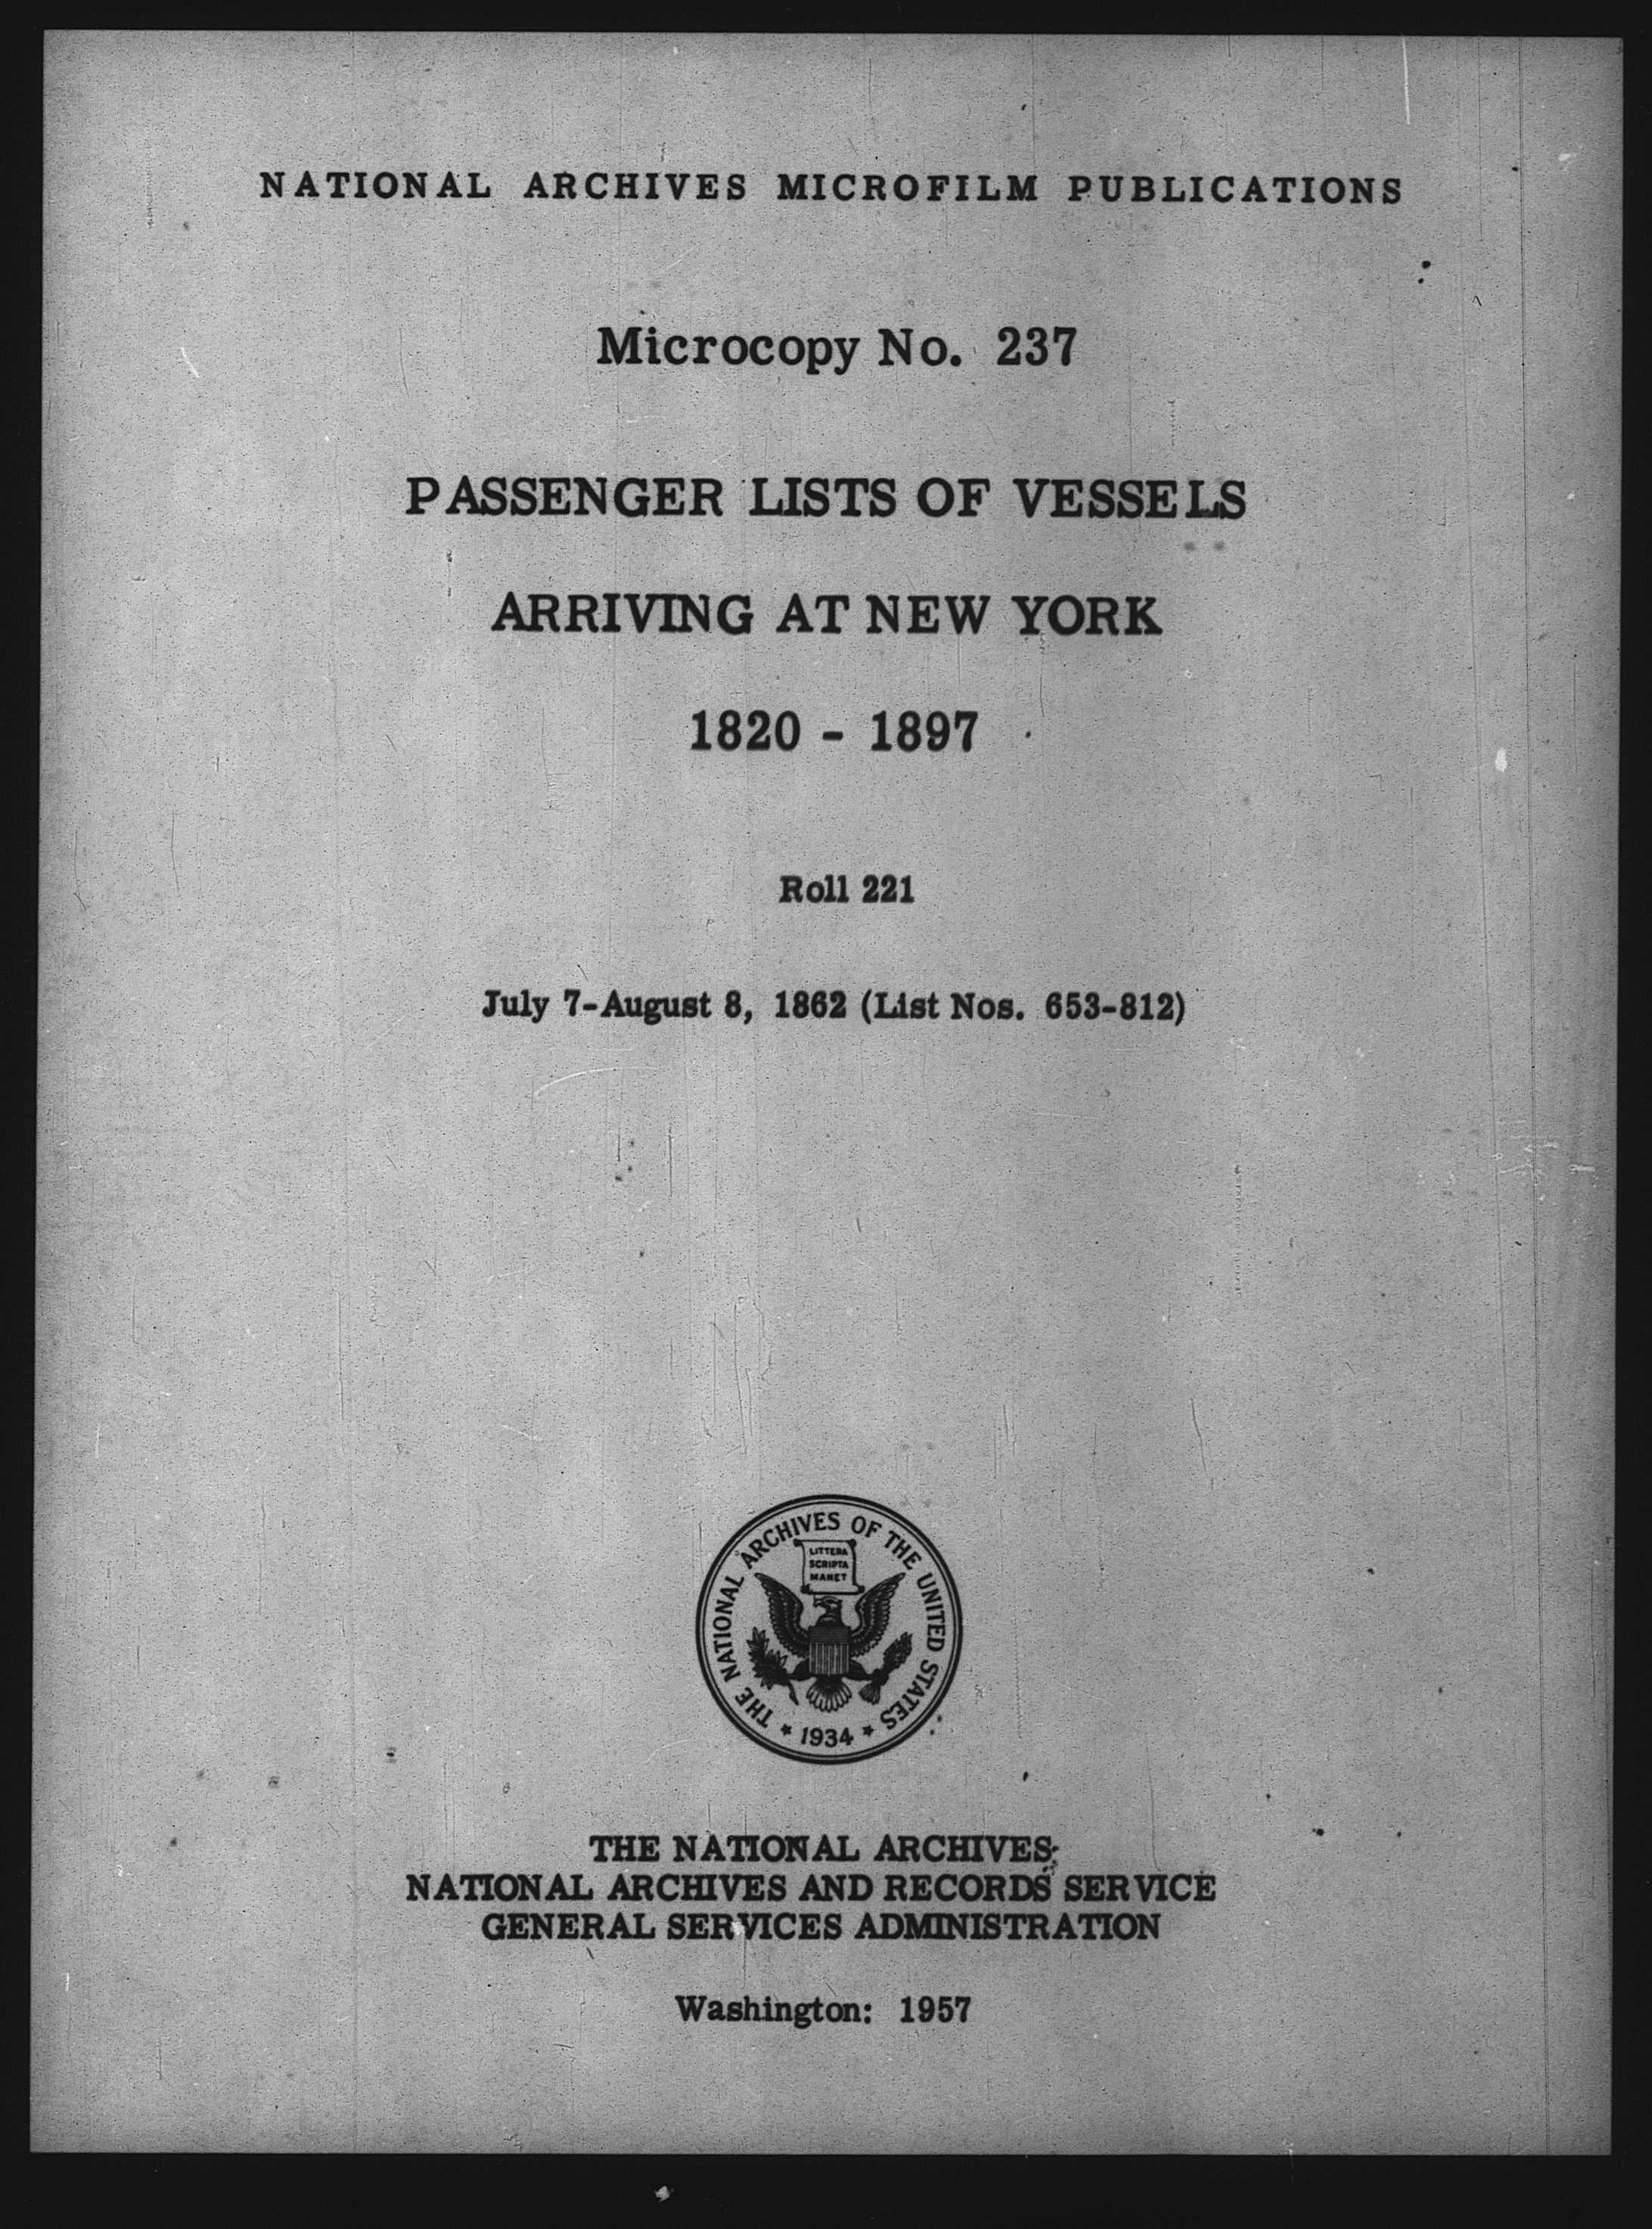 NATIONAL ARCHIVES MICROFILM PUBLICATIONS
Microcopy No. 237
PASSENGER LISTS OF VESSELS
ARRIVING AT NEW YORK
1820 - 1897
Roll 221
July 7-August 8, 1862 (List Nos. 653-812)
THE NATIONAL ARCHIVES OF THE UNITED STATES
LITTERA
SCRIPTA
MANET
* 1934 *
THE NATIONAL ARCHIVES
NATIONAL ARCHIVES AND RECORDS SERVICE
GENERAL SERVICES ADMINISTRATION
Washington: 1957